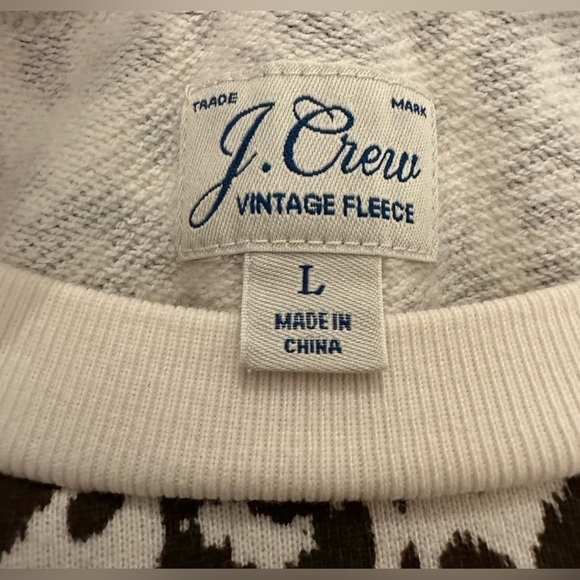 TRADE MARK
J. Crew
VINTAGE FLEECE
L
MADE IN
CHINA